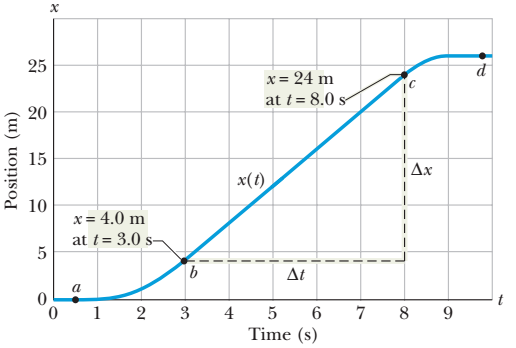 x
25
20
15
10
5
0
Position (m)
x = 24 m
at t = 8.0 s
c
d
x(t)
Δx
x = 4.0 m
at t = 3.0 s
b
Δt
a
0 1 2 3 4 5 6 7 8 9
t
Time (s)